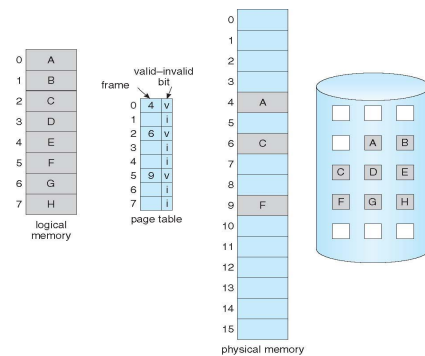 0 A
1 B
2 C
3 D
4 E
5 F
6 G
7 H
logical
memory
valid–invalid
bit
frame
0 4 v
1 i
2 6 v
3 i
4 i
5 9 v
6 i
7 i
page table
0
1
2
3
4 A
5
6 C
7
8
9 F
10
11
12
13
14
15
physical memory
A B
C D E
F G H